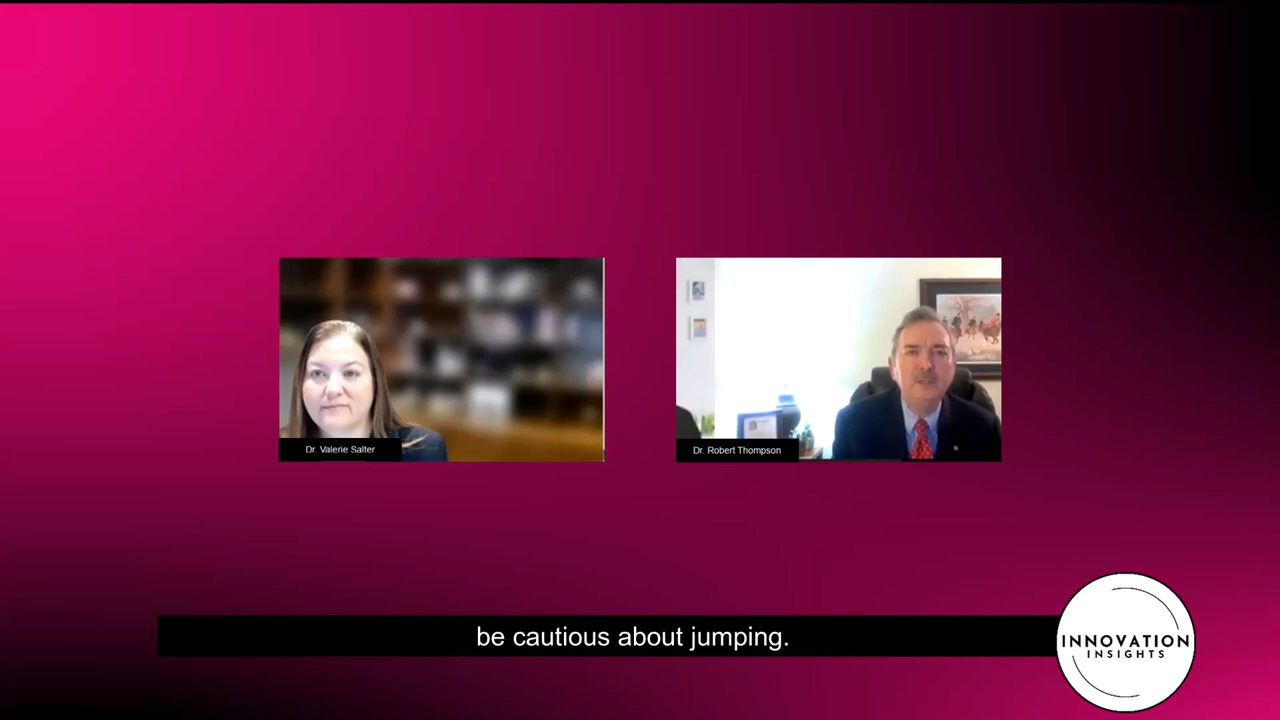 Dr. Valerie Salter
Dr. Robert Thompson
be cautious about jumping.
INNOVATION
INSIGHTS